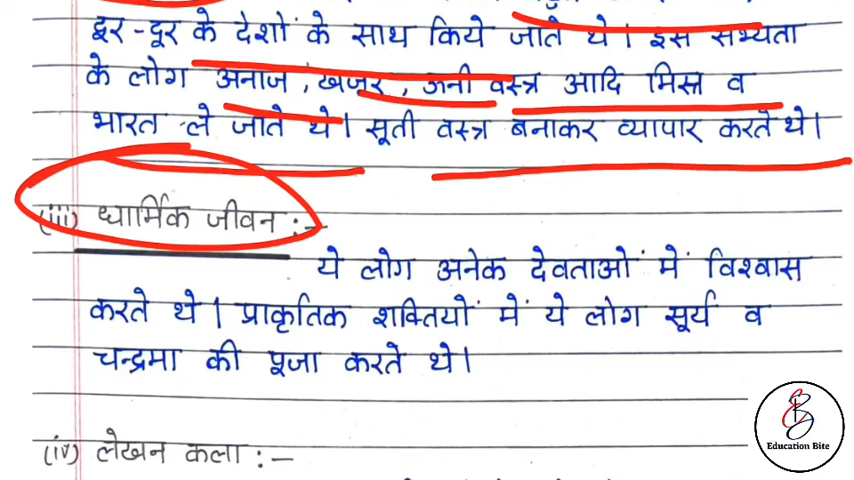 दूर-दूर के देशों के साथ किये जाते थे। इस सभ्यता
के लोग अनाज, खजूर, ऊनी वस्त्र आदि मिस्त्र व
भारत ले जाते थे। सूती वस्त्र बनाकर व्यापार करते थे।
(iii) धार्मिक जीवन :-
ये लोग अनेक देवताओं में विश्वास
करते थे। प्राकृतिक शक्तियों में ये लोग सूर्य व
चन्द्रमा की पूजा करते थे।
Education Bite
(iv) लेखन कला :-